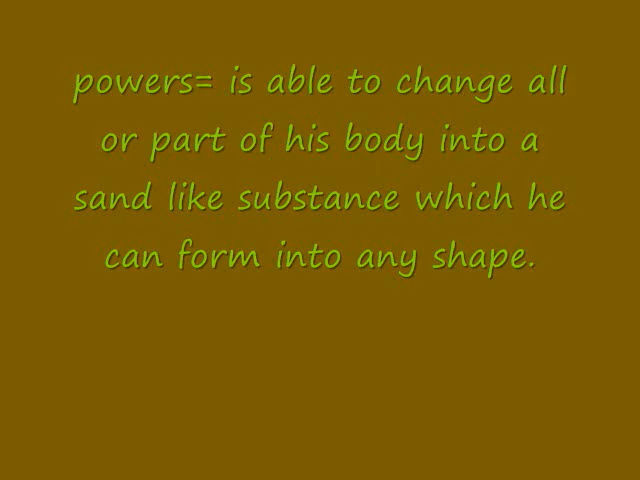 powers= is able to change all
or part of his body into a
sand like substance which he
can form into any shape.